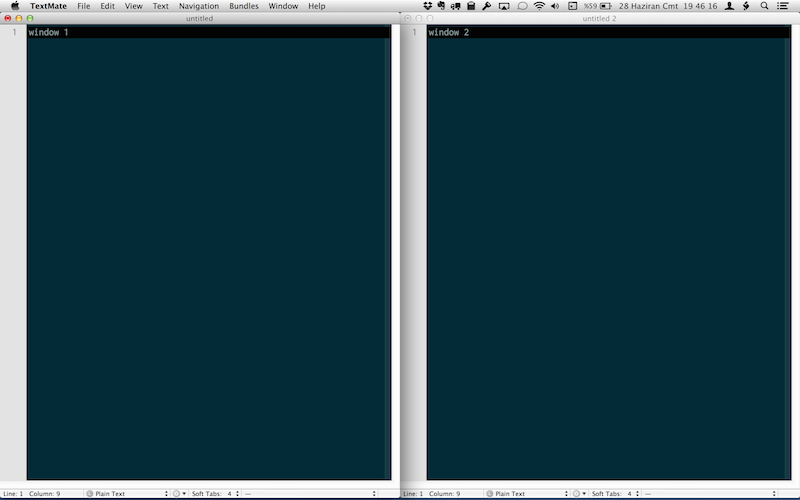 TextMate File Edit View Text Navigation Bundles Window Help %59 28 Haziran Cmt 19 46 16
untitled
1 window 1
Line: 1 Column: 9 Plain Text Soft Tabs: 4 —
untitled 2
1 window 2
Line: 1 Column: 9 Plain Text Soft Tabs: 4 —